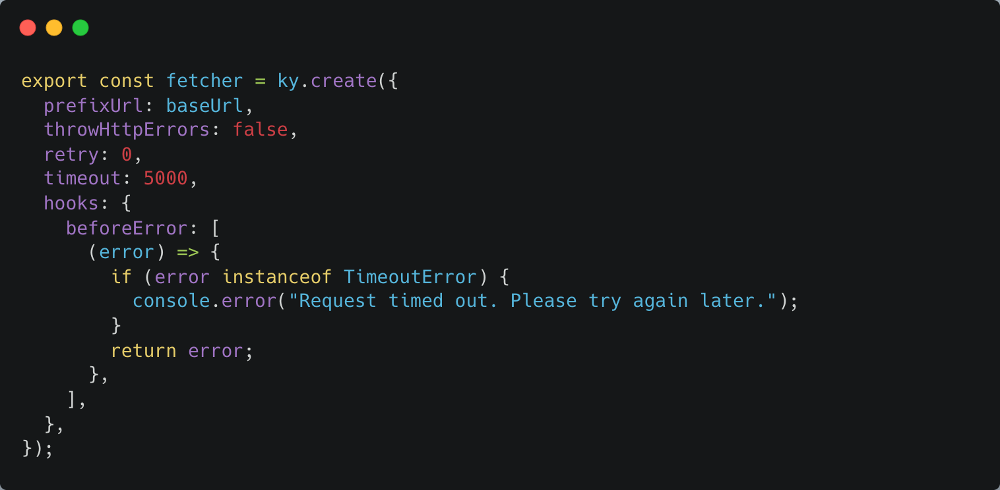 export const fetcher = ky.create({
  prefixUrl: baseUrl,
  throwHttpErrors: false,
  retry: 0,
  timeout: 5000,
  hooks: {
    beforeError: [
      (error) => {
        if (error instanceof TimeoutError) {
          console.error("Request timed out. Please try again later.");
        }
        return error;
      },
    ],
  },
});